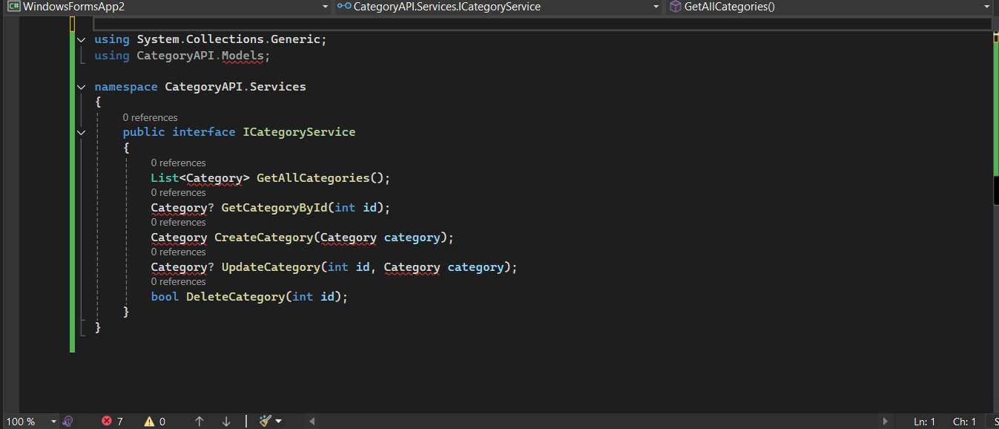 C# WindowsFormsApp2 CategoryAPI.Services.ICategoryService GetAllCategories()
using System.Collections.Generic;
using CategoryAPI.Models;
namespace CategoryAPI.Services
{
0 references
public interface ICategoryService
{
0 references
List<Category> GetAllCategories();
0 references
Category? GetCategoryById(int id);
0 references
Category CreateCategory(Category category);
0 references
Category? UpdateCategory(int id, Category category);
0 references
bool DeleteCategory(int id);
}
}
100 % 7 0 Ln: 1 Ch: 1 S